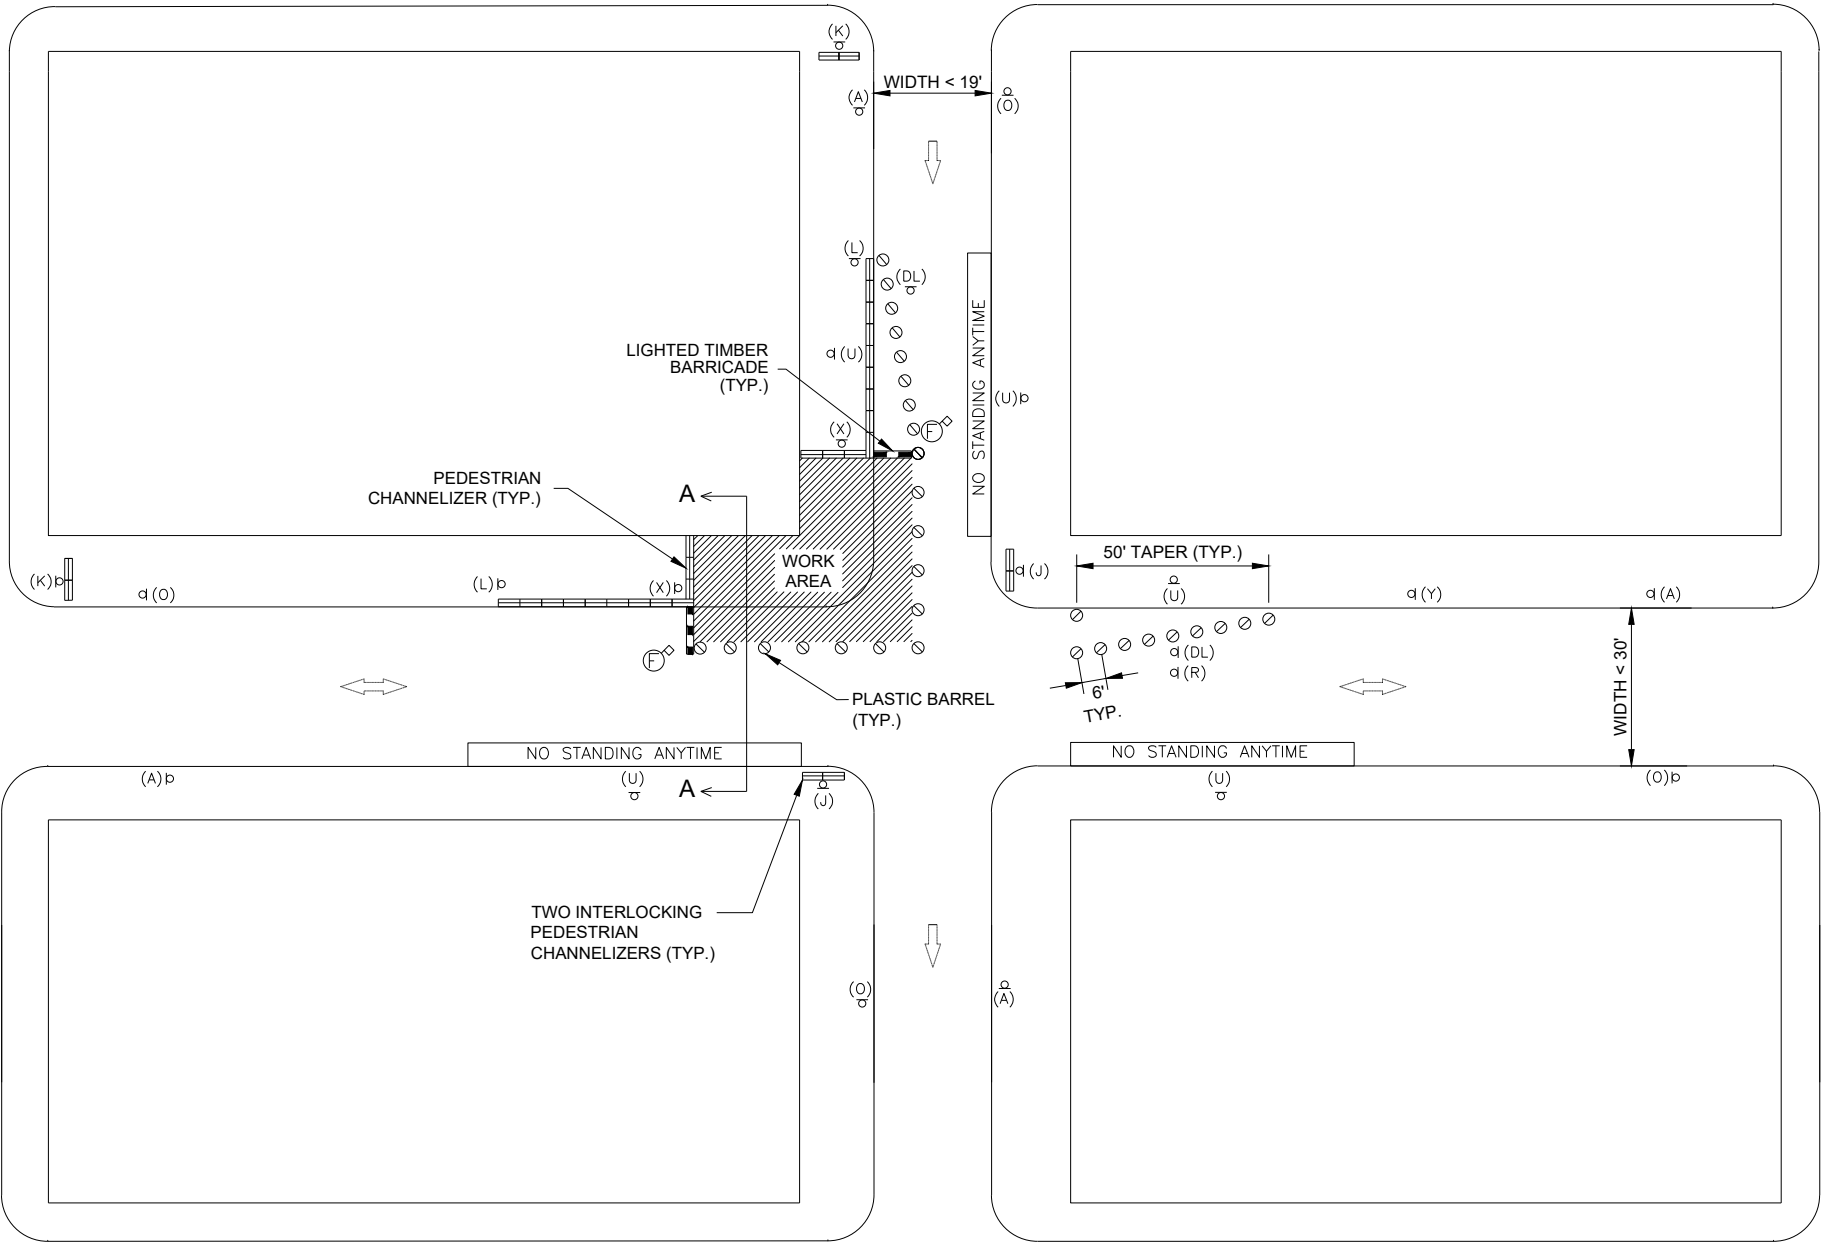 (K)
WIDTH < 19'
(A)
(O)
(L)
(DL)
NO STANDING ANYTIME
LIGHTED TIMBER
BARRICADE
(TYP.)
(U)
(U)
(X)
F
PEDESTRIAN
CHANNELIZER (TYP.)
A
WORK
AREA
50' TAPER (TYP.)
(J)
(K)
(O)
(L)
(X)
(U)
(Y)
(A)
F
(DL)
(R)
6'
TYP.
WIDTH < 30'
PLASTIC BARREL
(TYP.)
NO STANDING ANYTIME
NO STANDING ANYTIME
(A)
(U)
A
(J)
(U)
(O)
TWO INTERLOCKING
PEDESTRIAN
CHANNELIZERS (TYP.)
(O)
(A)